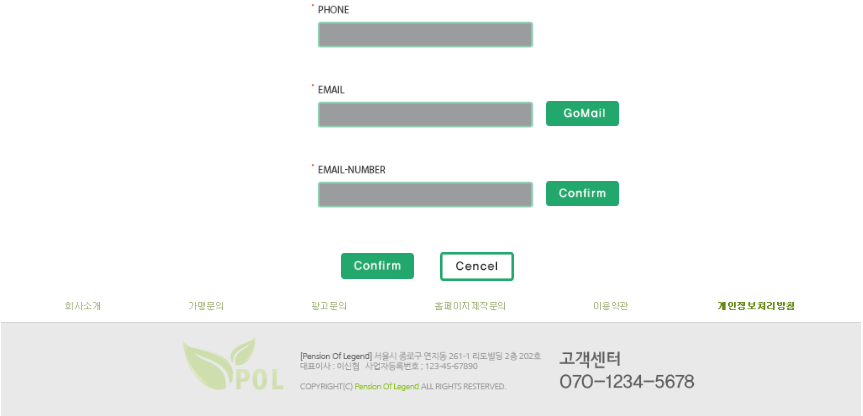 * PHONE
* EMAIL
GoMail
* EMAIL-NUMBER
Confirm
Confirm Cencel
회사소개 가맹문의 광고문의 홈페이지제작문의 이용약관 개인정보처리방침
POL
[Pension Of Legend] 서울시 종로구 연지동 261-1 리도빌딩 2층 202호
대표이사 : 이신협 사업자등록번호 : 123-45-67890
COPYRIGHT(C) Pension Of Legend ALL RIGHTS RESTERVED.
고객센터
070-1234-5678